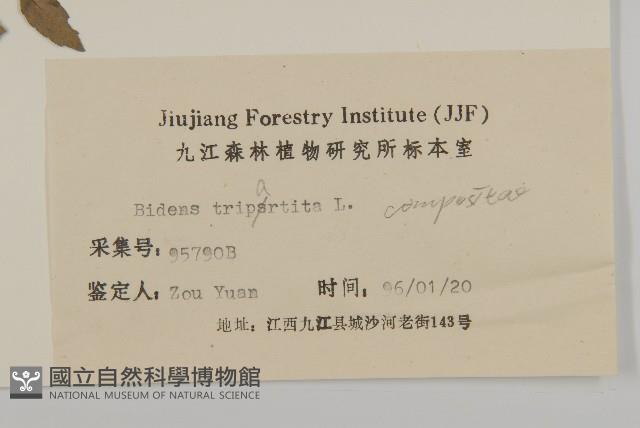 Jiujiang Forestry Institute (JJF)
九江森林植物研究所标本室
a
Bidens tripartita L. compositae
采集号: 95790B
鉴定人: Zou Yuan 时间: 96/01/20
地址: 江西九江县城沙河老街143号
國立自然科學博物館
NATIONAL MUSEUM OF NATURAL SCIENCE